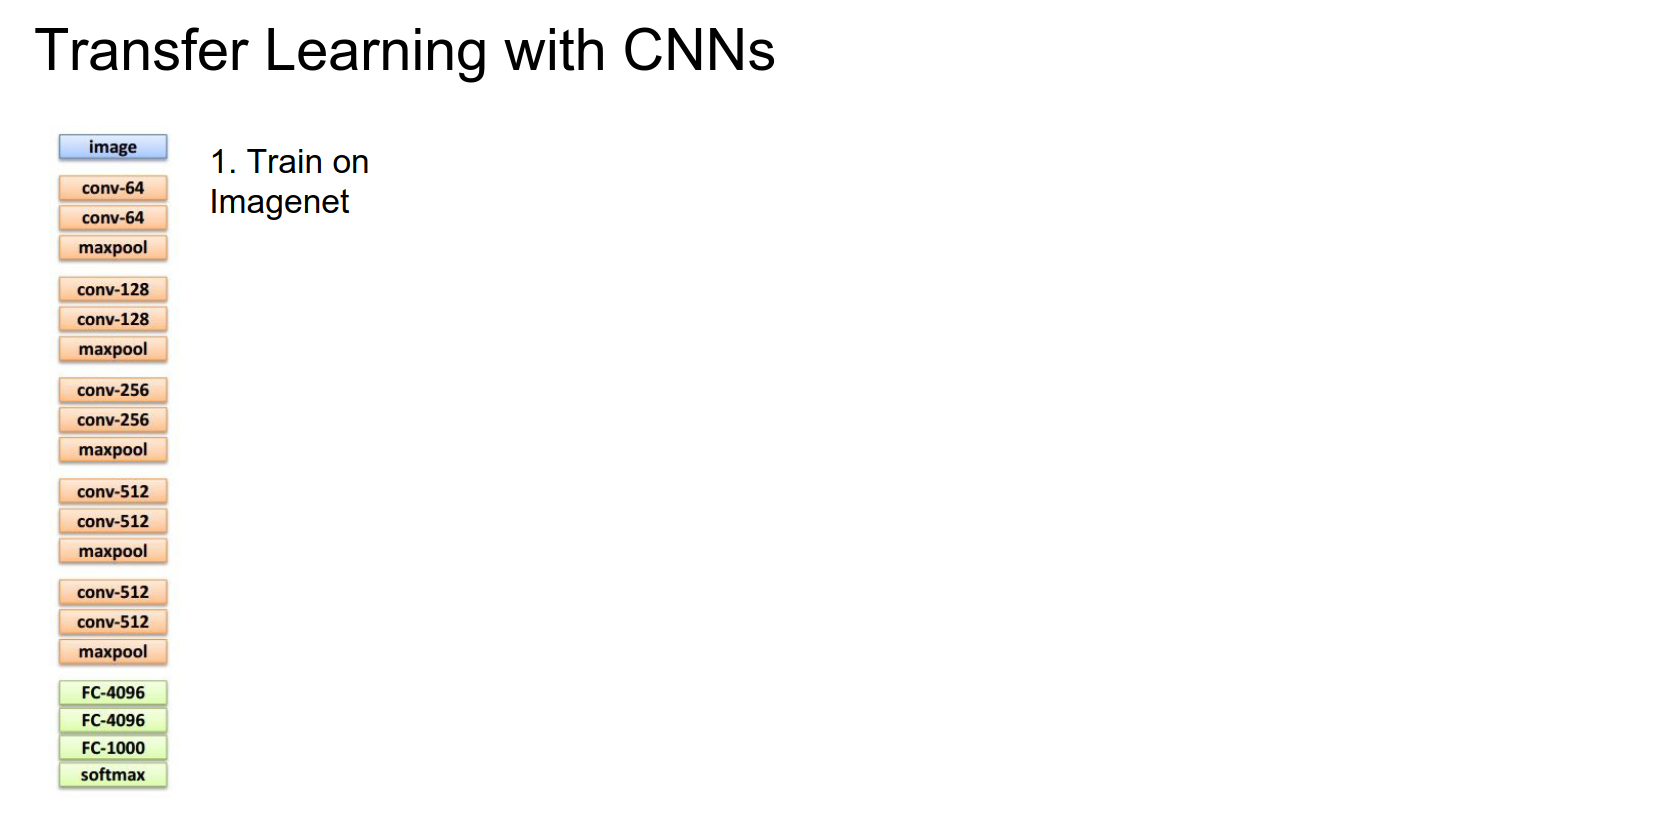 Transfer Learning with CNNs
image
conv-64
conv-64
maxpool
conv-128
conv-128
maxpool
conv-256
conv-256
maxpool
conv-512
conv-512
maxpool
conv-512
conv-512
maxpool
FC-4096
FC-4096
FC-1000
softmax
1. Train on
Imagenet